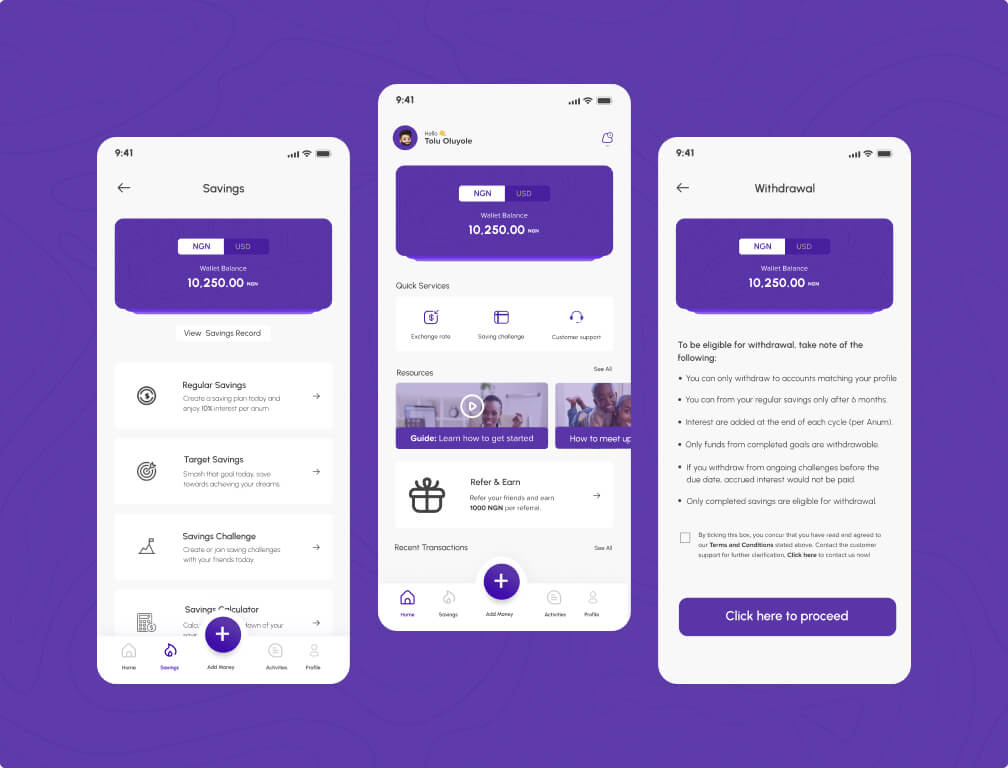 9:41
Savings
NGN
USD
Wallet Balance
10,250.00 NGN
View Savings Record
Regular Savings
Create a saving plan today and
enjoy 10% interest per anum
Target Savings
Smash that goal today, save
towards achieving your dreams.
Savings Challenge
Create or join saving challenges
with your friends today
Savings Calculator
down of your
Home
Savings
Add Money
Activities
Profile
9:41
Hello 👋
Tolu Oluyole
NGN
USD
Wallet Balance
10,250.00 NGN
Quick Services
Exchange rate
Saving challenge
Customer support
Resources
See All
Guide: Learn how to get started
How to meet up
Refer & Earn
Refer your friends and earn
1000 NGN per referral.
Recent Transactions
See All
Home
Savings
Add Money
Activities
Profile
9:41
Withdrawal
NGN
USD
Wallet Balance
10,250.00 NGN
To be eligible for withdrawal, take note of the
following:
• You can only withdraw to accounts matching your profile
• You can from your regular savings only after 6 months.
• Interest are added at the end of each cycle (per Anum).
• Only funds from completed goals are withdrawable.
• If you withdraw from ongoing challenges before the
due date, accrued interest would not be paid.
• Only completed savings are eligible for withdrawal.
By ticking this box, you concur that you have read and agreed to
our Terms and Conditions stated above. Contact the customer
support for further clarification, Click here to contact us now!
Click here to proceed